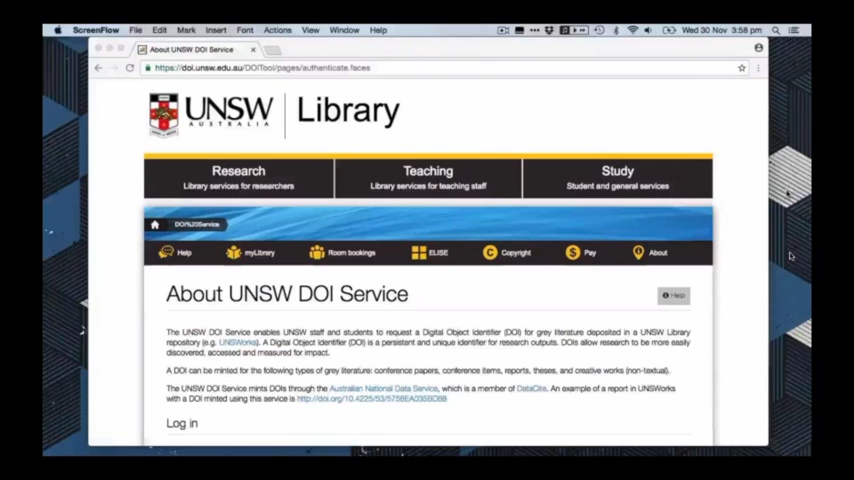 ScreenFlow File Edit Mark Insert Font Actions View Window Help Wed 30 Nov 3:58 pm
About UNSW DOI Service
https://doi.unsw.edu.au/DOITool/pages/authenticate.faces
UNSW AUSTRALIA Library
Research Teaching Study
Library services for researchers Library services for teaching staff Student and general services
DOI%20Service
Help myLibrary Room bookings ELISE Copyright Pay About
About UNSW DOI Service
Help
The UNSW DOI Service enables UNSW staff and students to request a Digital Object Identifier (DOI) for grey literature deposited in a UNSW Library
repository (e.g. UNSWorks). A Digital Object Identifier (DOI) is a persistent and unique identifier for research outputs. DOIs allow research to be more easily
discovered, accessed and measured for impact.
A DOI can be minted for the following types of grey literature: conference papers, conference items, reports, theses, and creative works (non-textual).
The UNSW DOI Service mints DOIs through the Australian National Data Service, which is a member of DataCite. An example of a report in UNSWorks
with a DOI minted using this service is http://doi.org/10.4225/53/5758EA035BD88
Log in